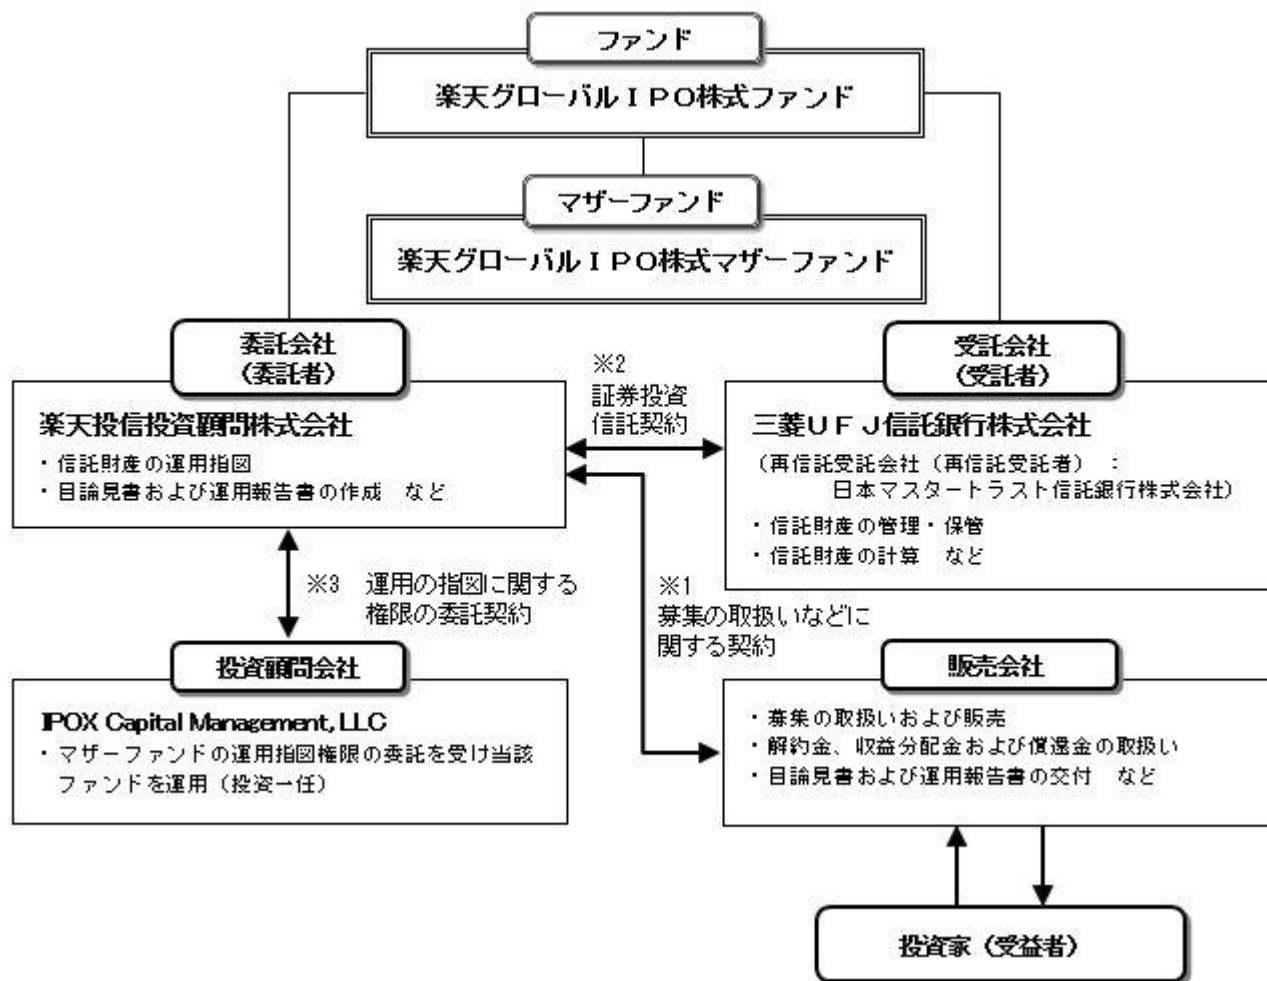 ファンド
楽天グローバルＩＰＯ株式ファンド
マザーファンド
楽天グローバルＩＰＯ株式マザーファンド
委託会社
（委託者）
楽天投信投資顧問株式会社
・信託財産の運用指図
・目論見書および運用報告書の作成　など
※2
証券投資
信託契約
受託会社
（受託者）
三菱ＵＦＪ信託銀行株式会社
（再信託受託会社（再信託受託者）：
日本マスタートラスト信託銀行株式会社）
・信託財産の管理・保管
・信託財産の計算　など
※3　運用の指図に関する
権限の委託契約
※1
募集の取扱いなどに
関する契約
投資顧問会社
IPOX Capital Management, LLC
・マザーファンドの運用指図権限の委託を受け当該
ファンドを運用（投資一任）
販売会社
・募集の取扱いおよび販売
・解約金、収益分配金および償還金の取扱い
・目論見書および運用報告書の交付　など
投資家（受益者）